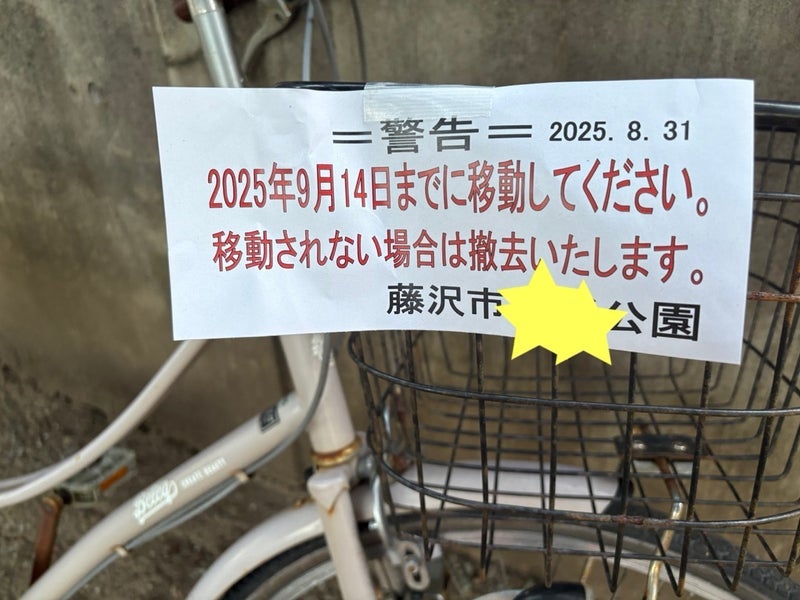 ＝警告＝ 2025. 8. 31
2025年9月14日までに移動してください。
移動されない場合は撤去いたします。
藤沢市 公園
CREATE BEAUTY